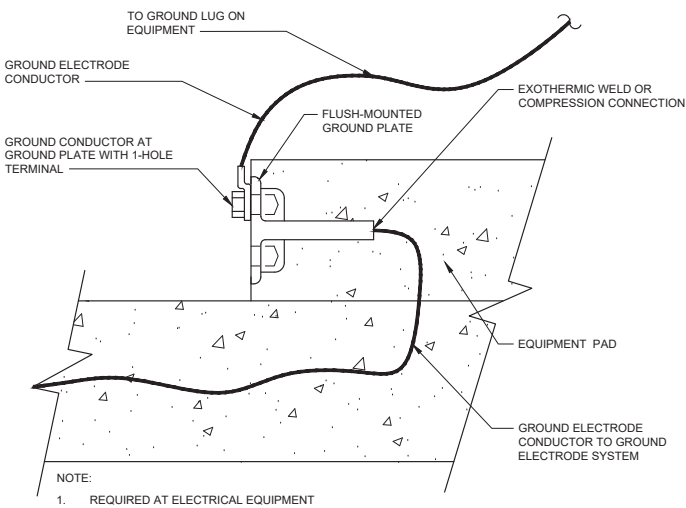 TO GROUND LUG ON
EQUIPMENT
GROUND ELECTRODE
CONDUCTOR
EXOTHERMIC WELD OR
COMPRESSION CONNECTION
FLUSH-MOUNTED
GROUND PLATE
GROUND CONDUCTOR AT
GROUND PLATE WITH 1-HOLE
TERMINAL
EQUIPMENT PAD
GROUND ELECTRODE
CONDUCTOR TO GROUND
ELECTRODE SYSTEM
NOTE:
1. REQUIRED AT ELECTRICAL EQUIPMENT